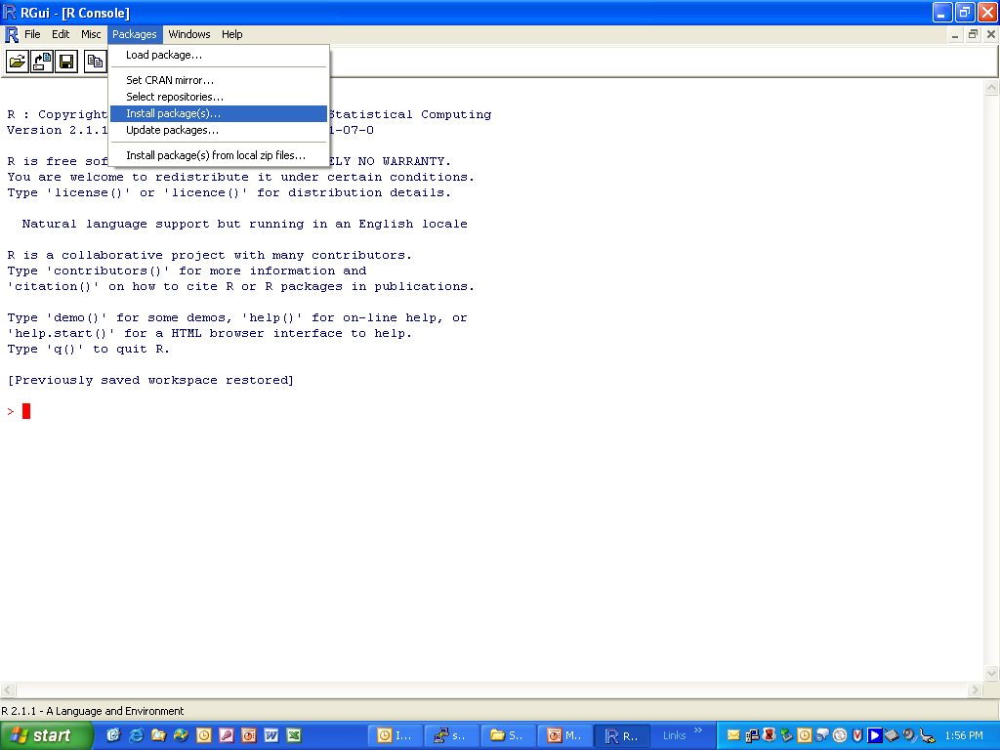 RGui - [R Console]
File Edit Misc Packages Windows Help
Load package...
Set CRAN mirror...
Select repositories...
Install package(s)...
Update packages...
Install package(s) from local zip files...
R : Copyright Statistical Computing
Version 2.1.1 1-07-0
R is free sof ELY NO WARRANTY.
You are welcome to redistribute it under certain conditions.
Type 'license()' or 'licence()' for distribution details.
Natural language support but running in an English locale
R is a collaborative project with many contributors.
Type 'contributors()' for more information and
'citation()' on how to cite R or R packages in publications.
Type 'demo()' for some demos, 'help()' for on-line help, or
'help.start()' for a HTML browser interface to help.
Type 'q()' to quit R.
[Previously saved workspace restored]
>
R 2.1.1 - A Language and Environment
start I... s... S... M... R... Links » 1:56 PM